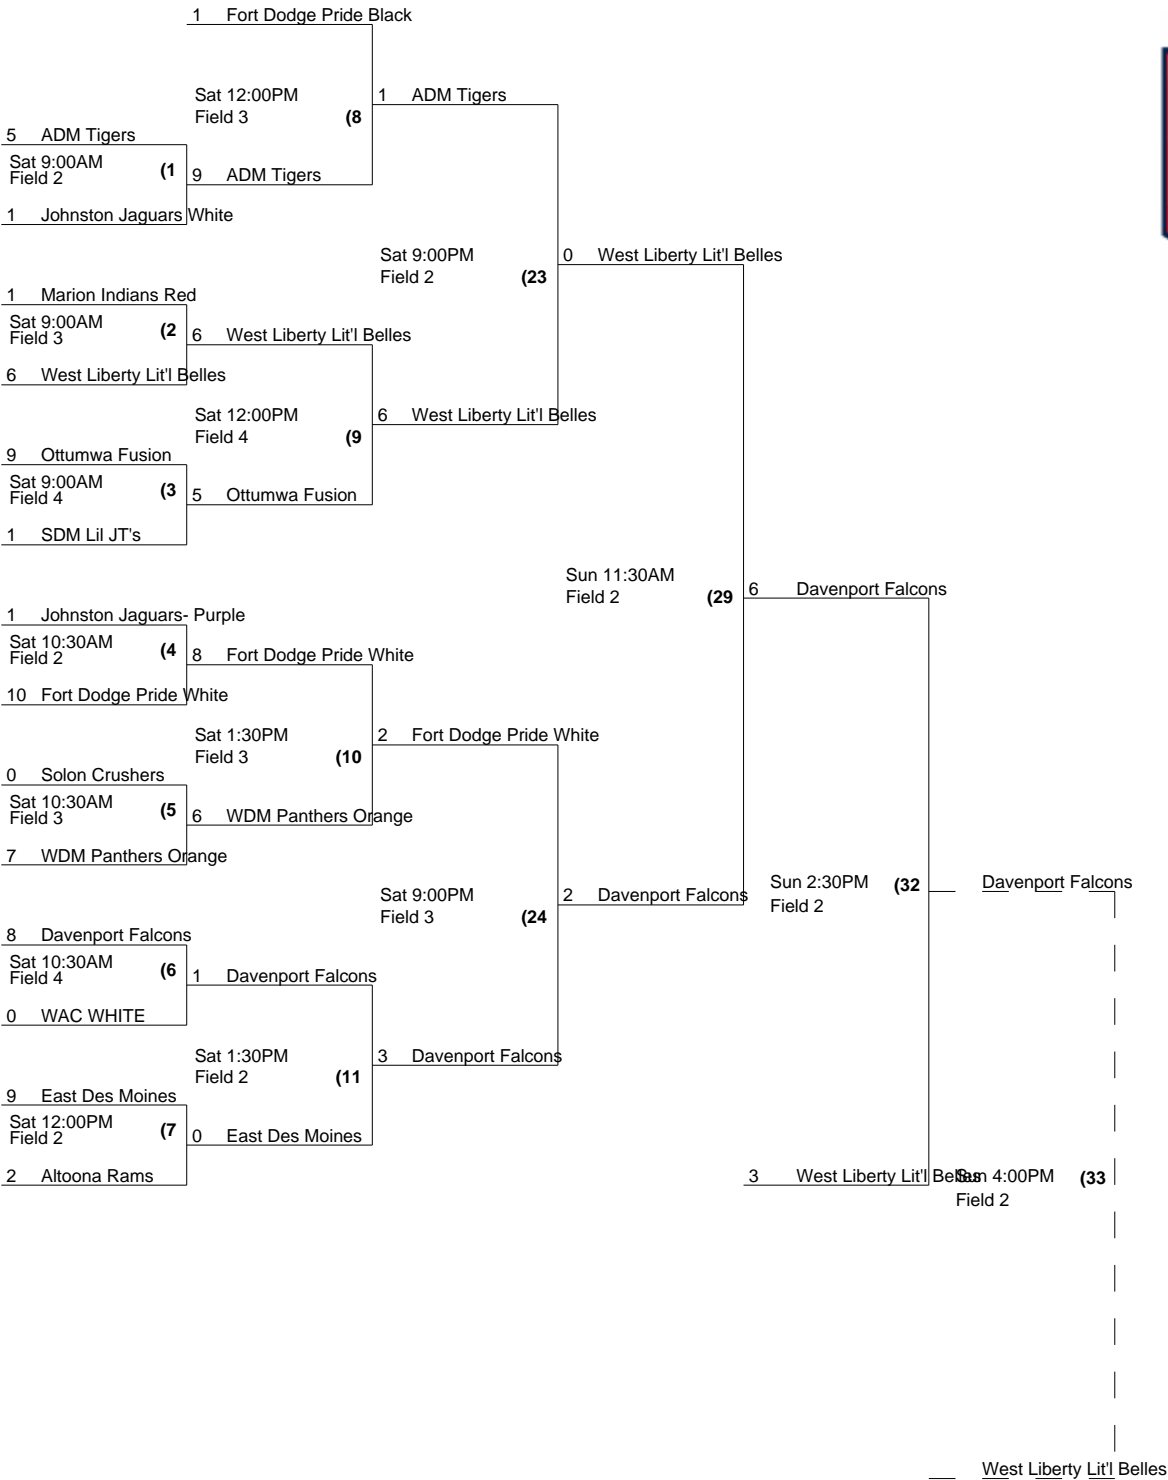 1 Fort Dodge Pride Black
Sat 12:00PM
Field 3 (8
1 ADM Tigers
5 ADM Tigers
Sat 9:00AM
Field 2 (1
9 ADM Tigers
1 Johnston Jaguars White
Sat 9:00PM
Field 2 (23
0 West Liberty Lit'l Belles
1 Marion Indians Red
Sat 9:00AM
Field 3 (2
6 West Liberty Lit'l Belles
6 West Liberty Lit'l Belles
Sat 12:00PM
Field 4 (9
6 West Liberty Lit'l Belles
9 Ottumwa Fusion
Sat 9:00AM
Field 4 (3
5 Ottumwa Fusion
1 SDM Lil JT's
Sun 11:30AM
Field 2 (29
6 Davenport Falcons
1 Johnston Jaguars- Purple
Sat 10:30AM
Field 2 (4
8 Fort Dodge Pride White
10 Fort Dodge Pride White
Sat 1:30PM
Field 3 (10
2 Fort Dodge Pride White
0 Solon Crushers
Sat 10:30AM
Field 3 (5
6 WDM Panthers Orange
7 WDM Panthers Orange
Sat 9:00PM
Field 3 (24
2 Davenport Falcons
Sun 2:30PM (32
Field 2
Davenport Falcons
8 Davenport Falcons
Sat 10:30AM
Field 4 (6
1 Davenport Falcons
0 WAC WHITE
Sat 1:30PM
Field 2 (11
3 Davenport Falcons
9 East Des Moines
Sat 12:00PM
Field 2 (7
0 East Des Moines
2 Altoona Rams
3 West Liberty Lit'l Belles
Sun 4:00PM (33
Field 2
West Liberty Lit'l Belles